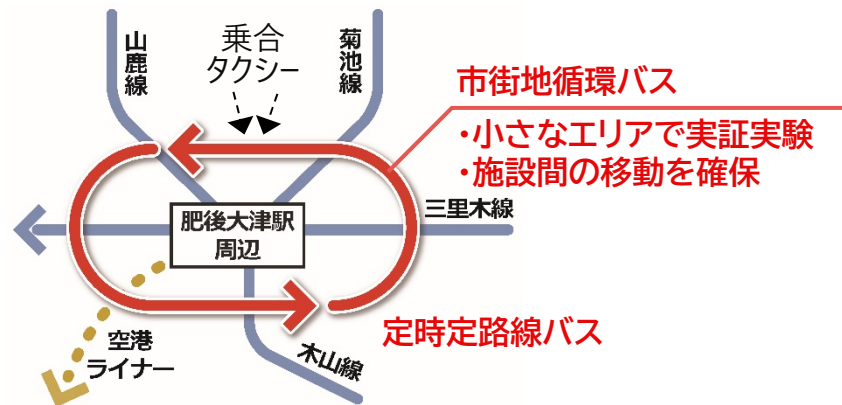 山鹿線
乗合
タクシー
菊池線
市街地循環バス
・小さなエリアで実証実験
・施設間の移動を確保
三里木線
肥後大津駅
周辺
定時定路線バス
空港
ライナー
木山線